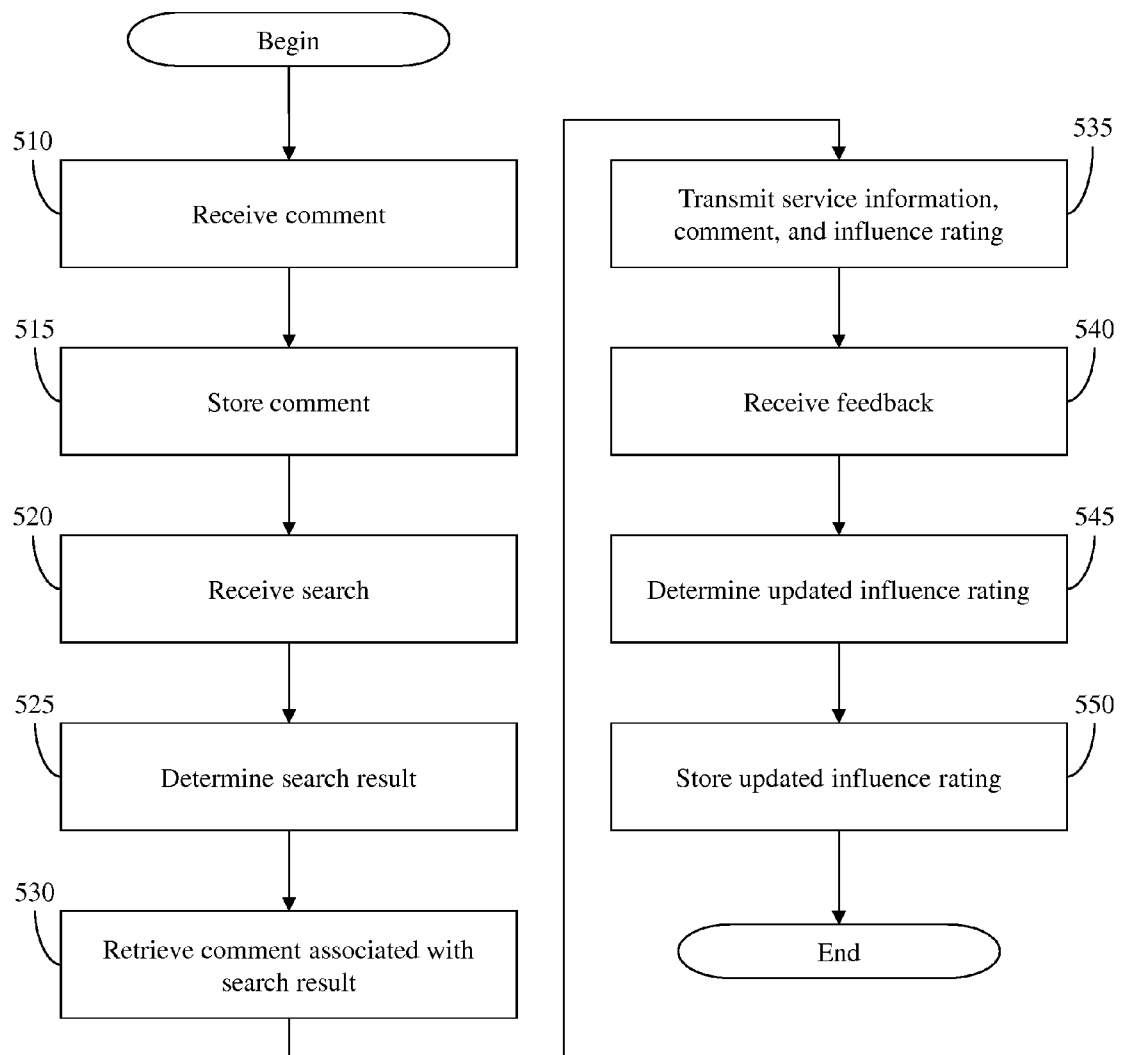 Begin
510
Receive comment
515
Store comment
520
Receive search
525
Determine search result
530
Retrieve comment associated with
search result
535
Transmit service information,
comment, and influence rating
540
Receive feedback
545
Determine updated influence rating
550
Store updated influence rating
End